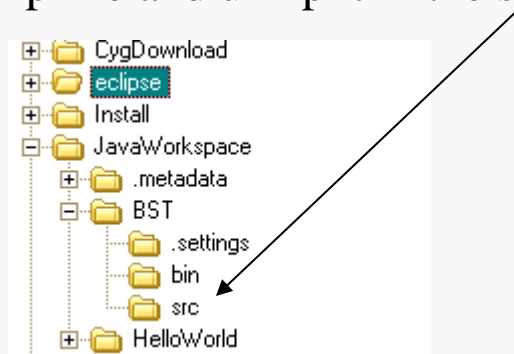 CygDownload
eclipse
Install
JavaWorkspace
.metadata
BST
.settings
bin
src
HelloWorld